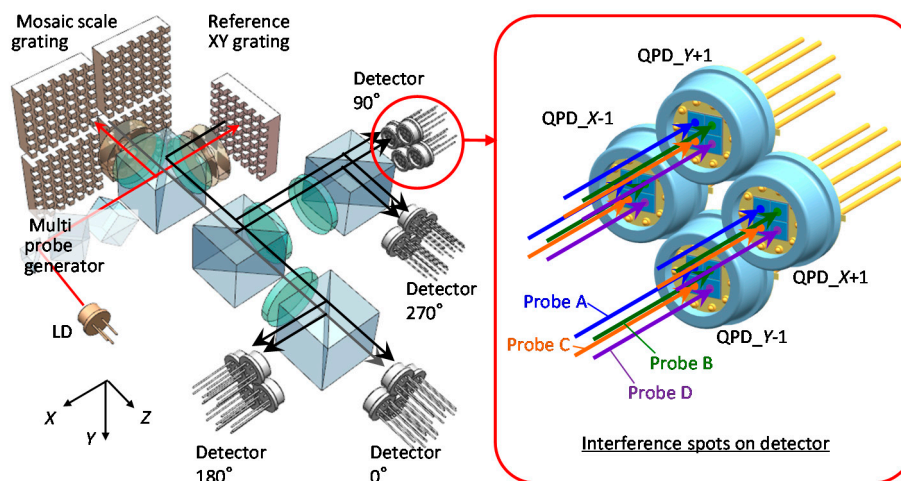 Mosaic scale
grating
Reference
XY grating
Detector
90°
Multi
probe
generator
LD
X
Y
Z
Detector
270°
Detector
180°
Detector
0°
QPD_Y+1
QPD_X-1
QPD_X+1
QPD_Y-1
Probe A
Probe C
Probe B
Probe D
Interference spots on detector